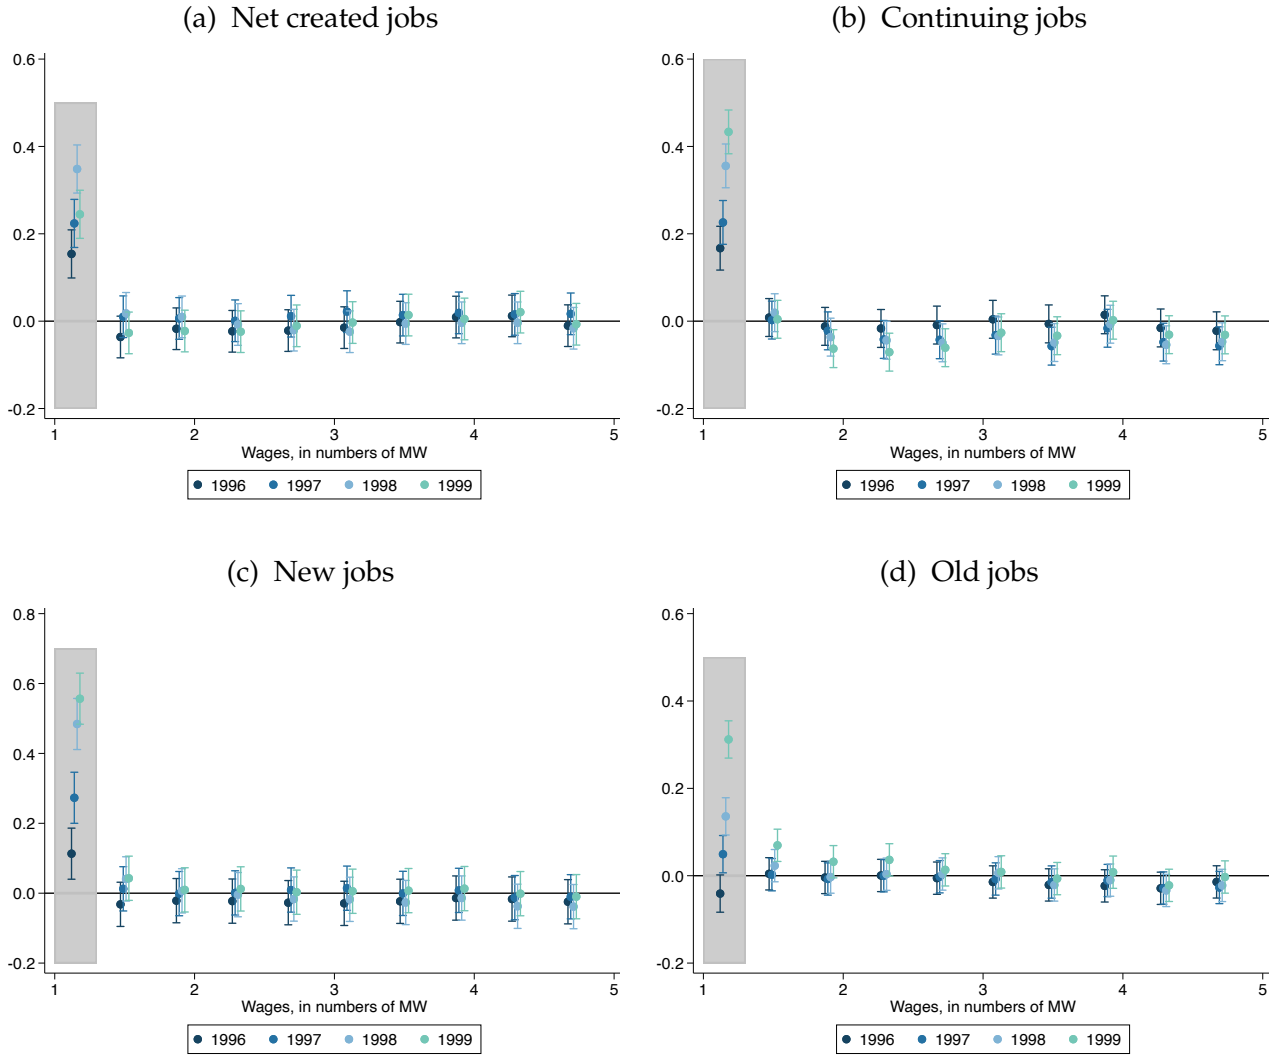 (a) Net created jobs
0.6
0.4
0.2
0.0
-0.2
1 2 3 4 5
Wages, in numbers of MW
1996 1997 1998 1999
(b) Continuing jobs
0.6
0.4
0.2
0.0
-0.2
1 2 3 4 5
Wages, in numbers of MW
1996 1997 1998 1999
(c) New jobs
0.8
0.6
0.4
0.2
0.0
-0.2
1 2 3 4 5
Wages, in numbers of MW
1996 1997 1998 1999
(d) Old jobs
0.6
0.4
0.2
0.0
-0.2
1 2 3 4 5
Wages, in numbers of MW
1996 1997 1998 1999